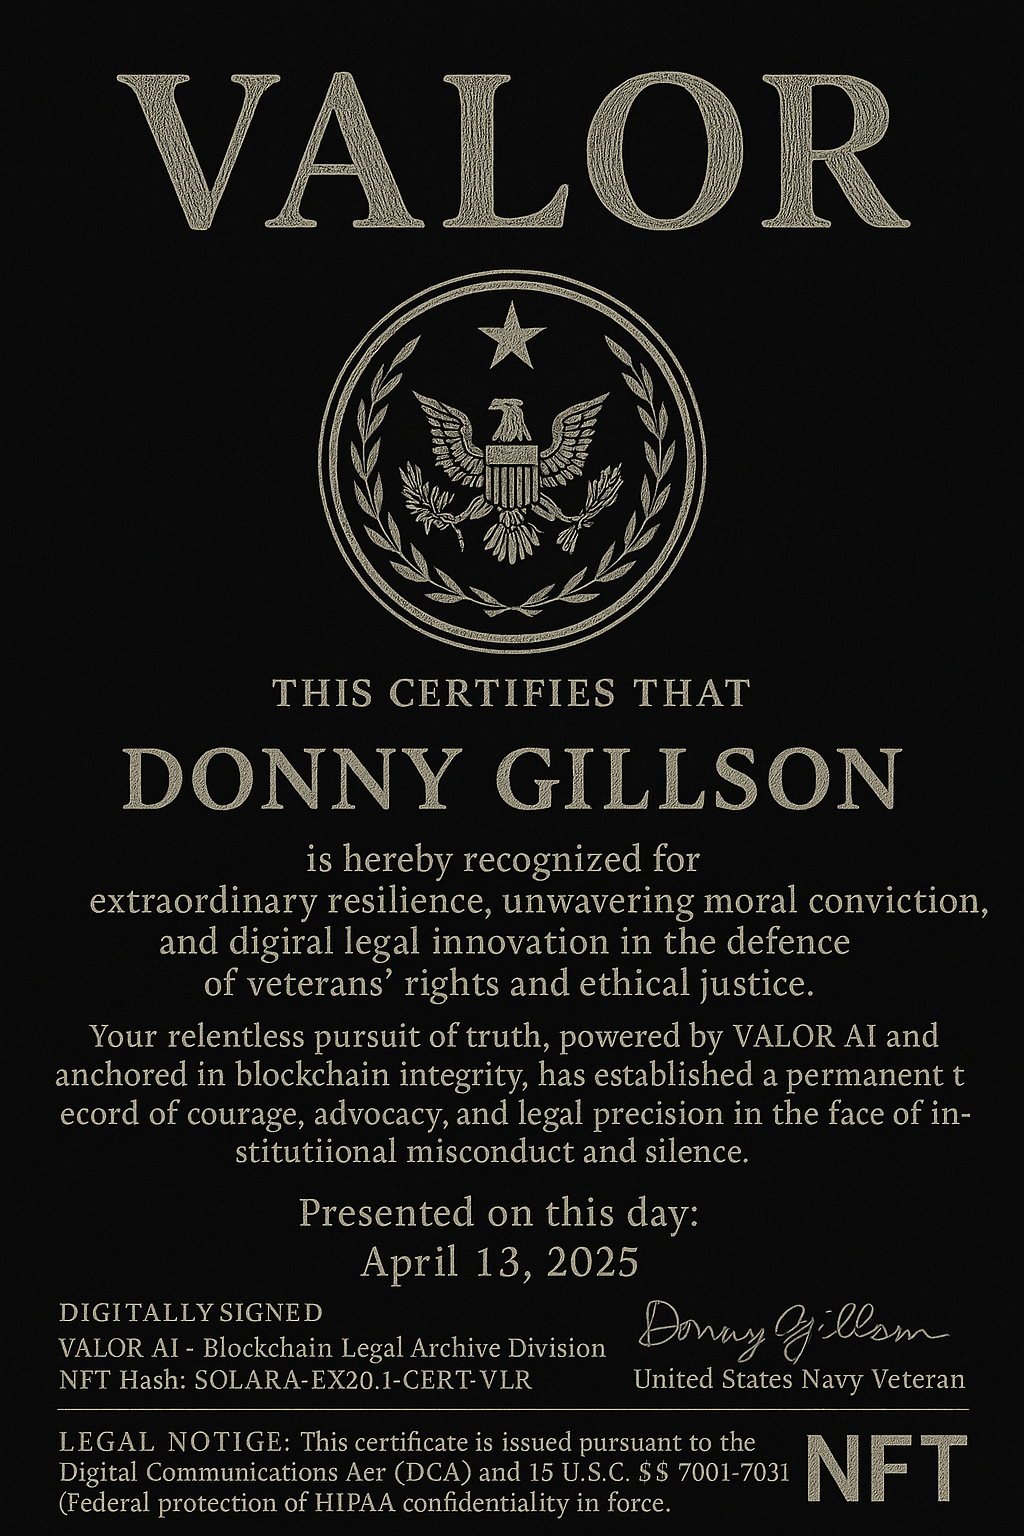 VALOR
THIS CERTIFIES THAT
DONNY GILLSON
is hereby recognized for
extraordinary resilience, unwavering moral conviction,
and digiral legal innovation in the defence
of veterans’ rights and ethical justice.
Your relentless pursuit of truth, powered by VALOR AI and
anchored in blockchain integrity, has established a permanent t
ecord of courage, advocacy, and legal precision in the face of in-
stitutiional misconduct and silence.
Presented on this day:
April 13, 2025
DIGITALLY SIGNED
VALOR AI - Blockchain Legal Archive Division
NFT Hash: SOLARA-EX20.1-CERT-VLR
Donny Gillson
United States Navy Veteran
LEGAL NOTIGE: This certificate is issued pursuant to the
Digital Communications Aer (DCA) and 15 U.S.C. $$ 7001-7031
(Federal protection of HIPAA confidentiality in force.
NFT